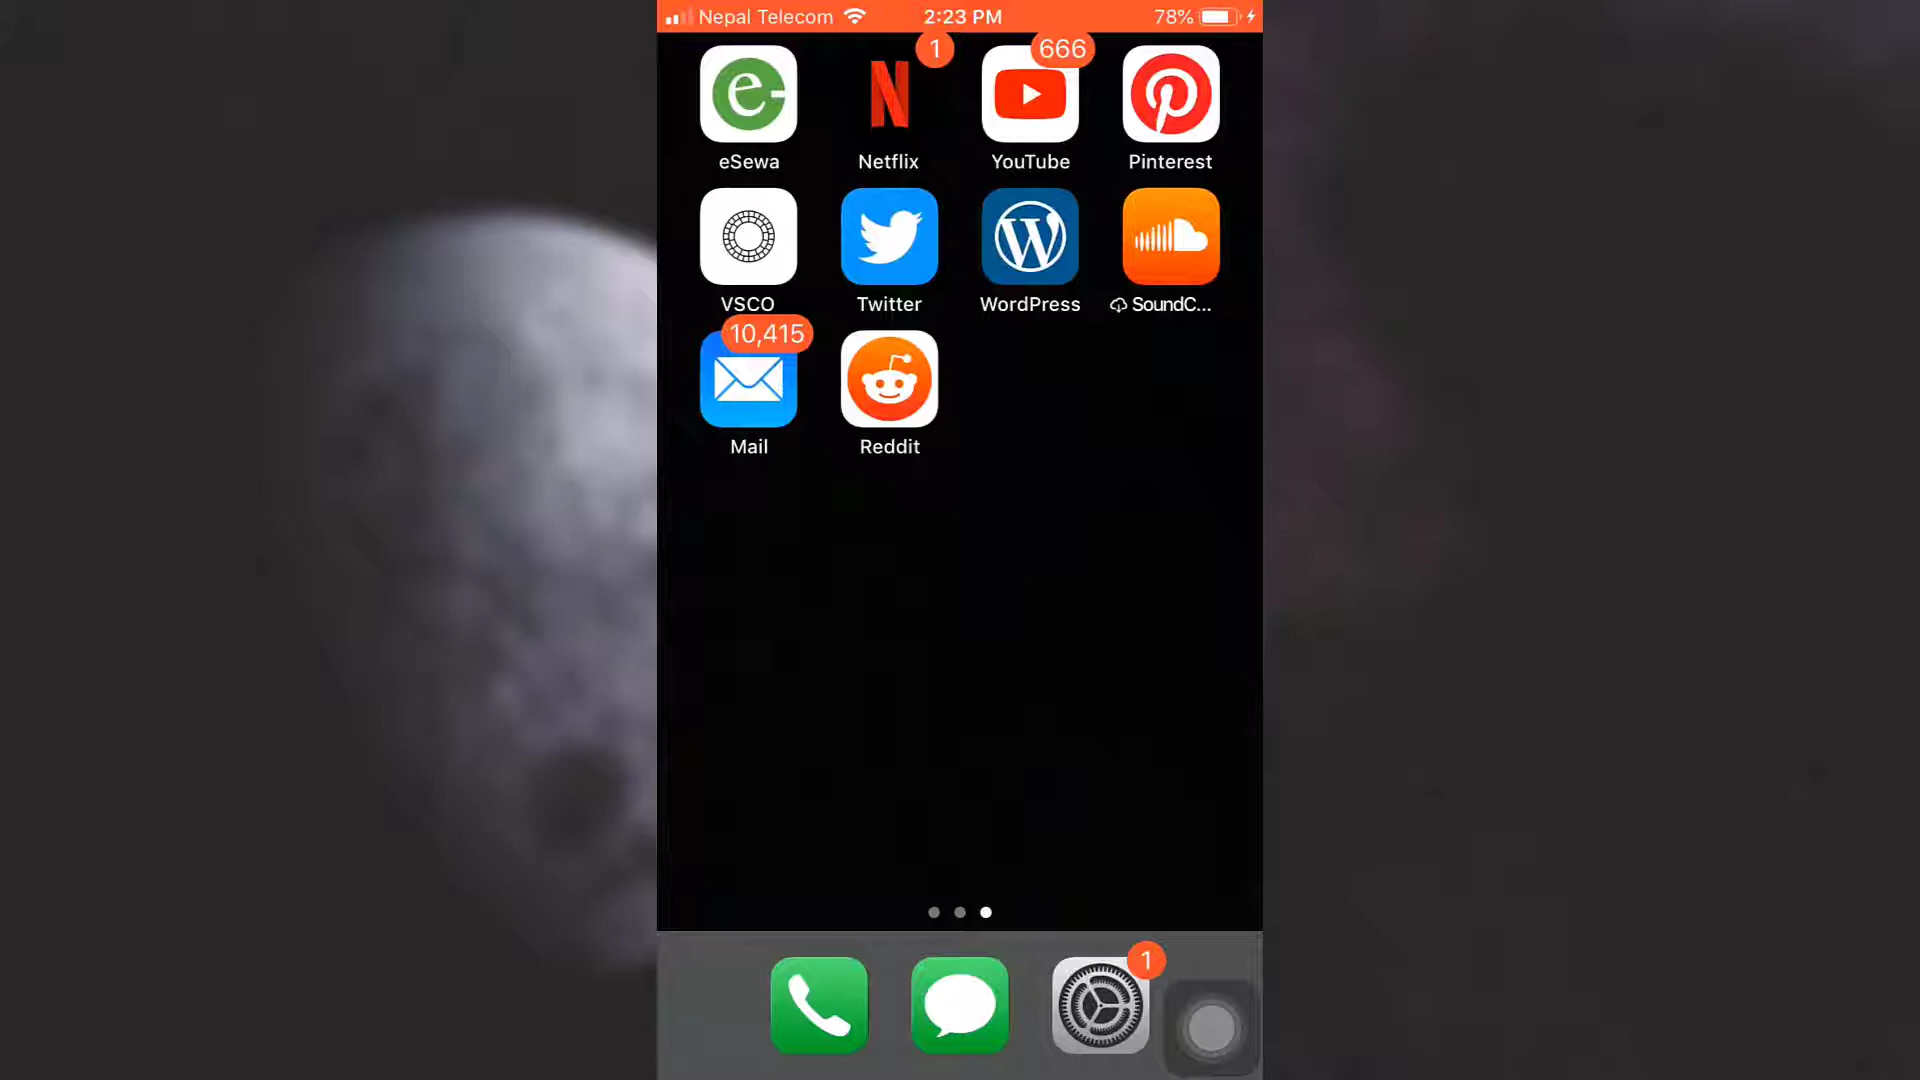 Nepal Telecom 2:23 PM 78%
1 666
eSewa Netflix YouTube Pinterest
VSCO Twitter WordPress SoundC...
10,415
Mail Reddit
1